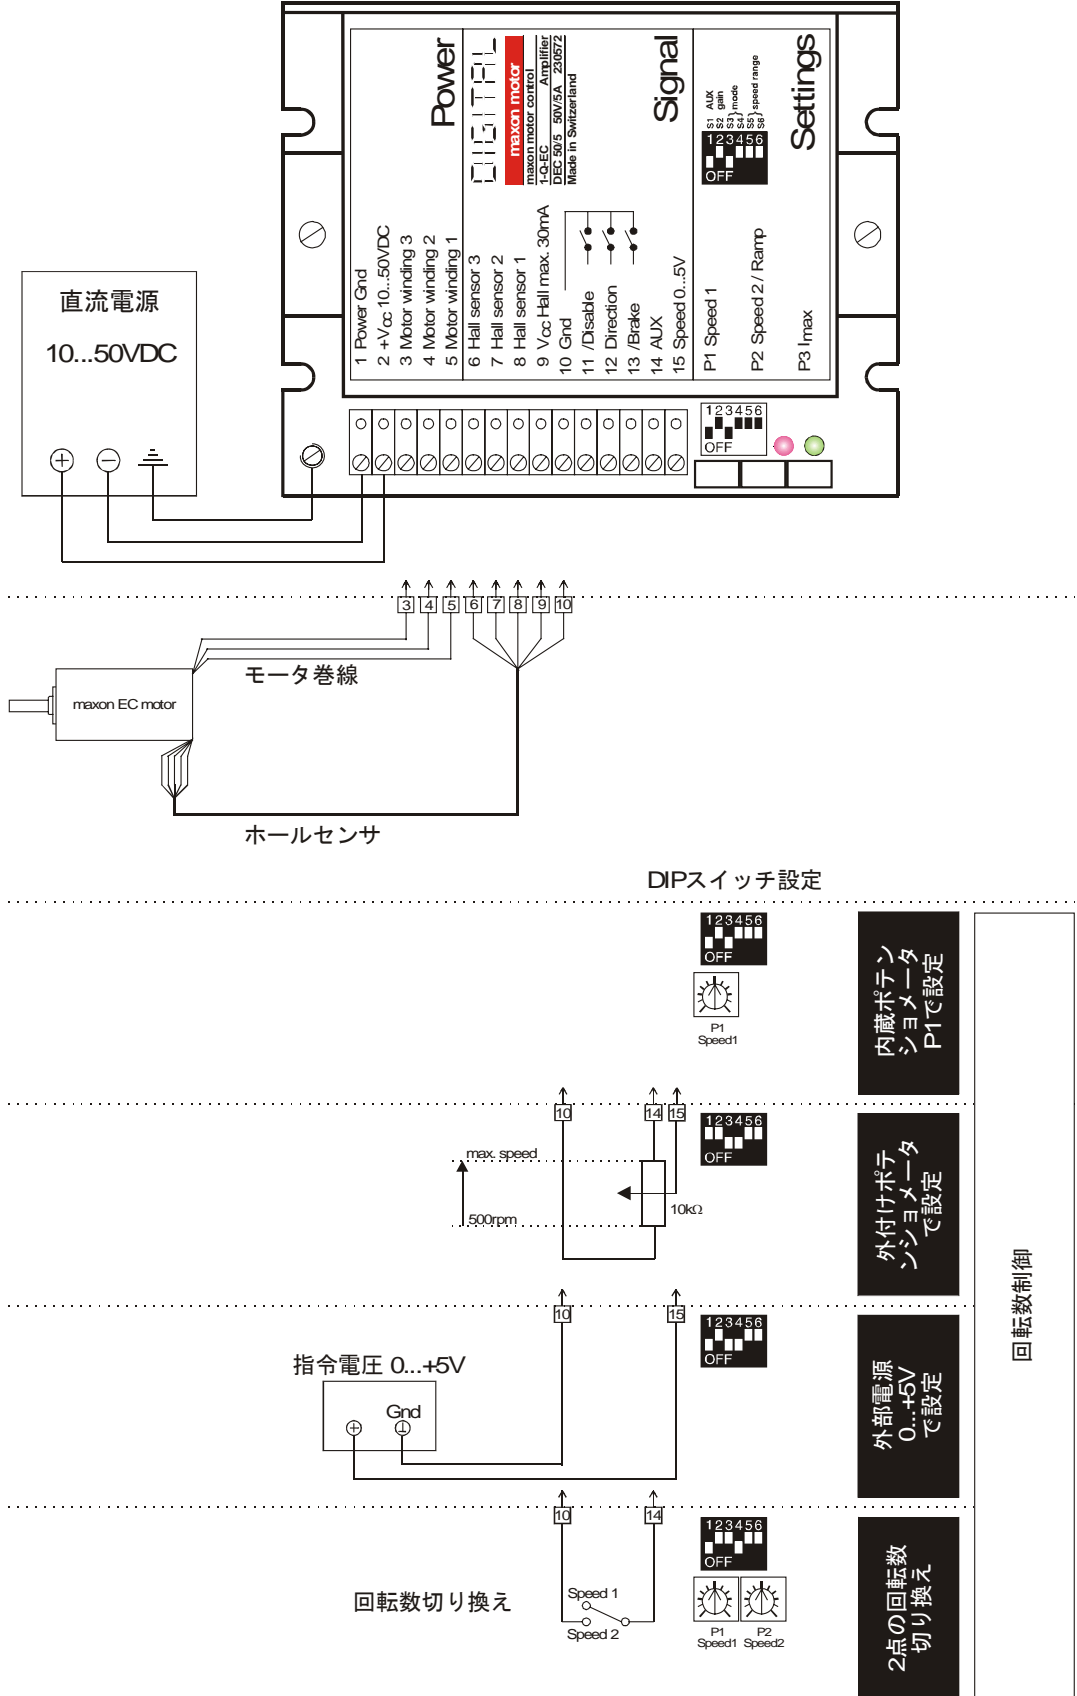 直流電源
10...50VDC
Power
1 Power Gnd
2 +Vcc 10...50VDC
3 Motor winding 3
4 Motor winding 2
5 Motor winding 1
DIGITAL
maxon motor
maxon motor control
1-Q-EC Amplifier
DEC 50/5 50V/5A 230572
Made in Switzerland
Signal
6 Hall sensor 3
7 Hall sensor 2
8 Hall sensor 1
9 Vcc Hall max. 30mA
10 Gnd
11 /Disable
12 Direction
13 /Brake
14 AUX
15 Speed 0...5V
S1 AUX
S2 gain
S3 } mode
S4
S5 } speed range
S6
123456
OFF
Settings
P1 Speed 1
P2 Speed 2 / Ramp
P3 Imax
123456
OFF
3 4 5 6 7 8 9 10
モータ巻線
maxon EC motor
ホールセンサ
DIPスイッチ設定
123456
OFF
P1
Speed1
内蔵ポテン
ショメータ
P1で設定
10 14 15
123456
OFF
max. speed
500rpm
10kΩ
外付けポテ
ンショメータ
で設定
10 15
123456
OFF
指令電圧 0...+5V
Gnd
外部電源
0...+5V
で設定
10 14
123456
OFF
回転数切り換え
Speed 1
Speed 2
P1
Speed1
P2
Speed2
2点の回転数
切り換え
回転数制御